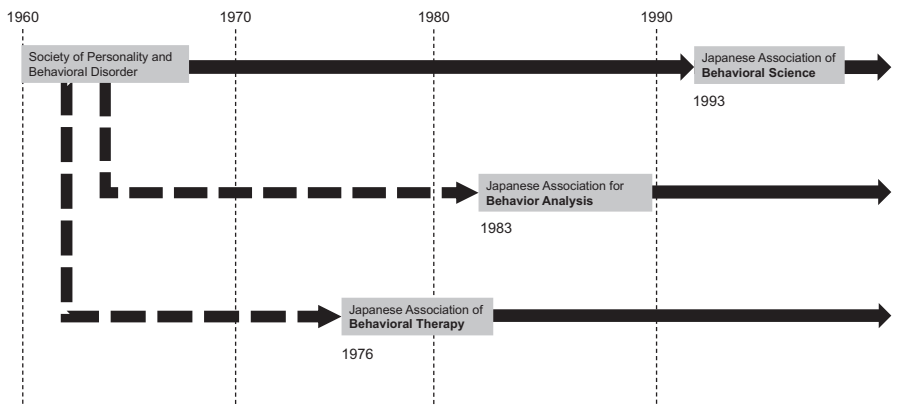 1960 1970 1980 1990
Society of Personality and
Behavioral Disorder
Japanese Association of
Behavioral Science
1993
Japanese Association for
Behavior Analysis
1983
Japanese Association of
Behavioral Therapy
1976